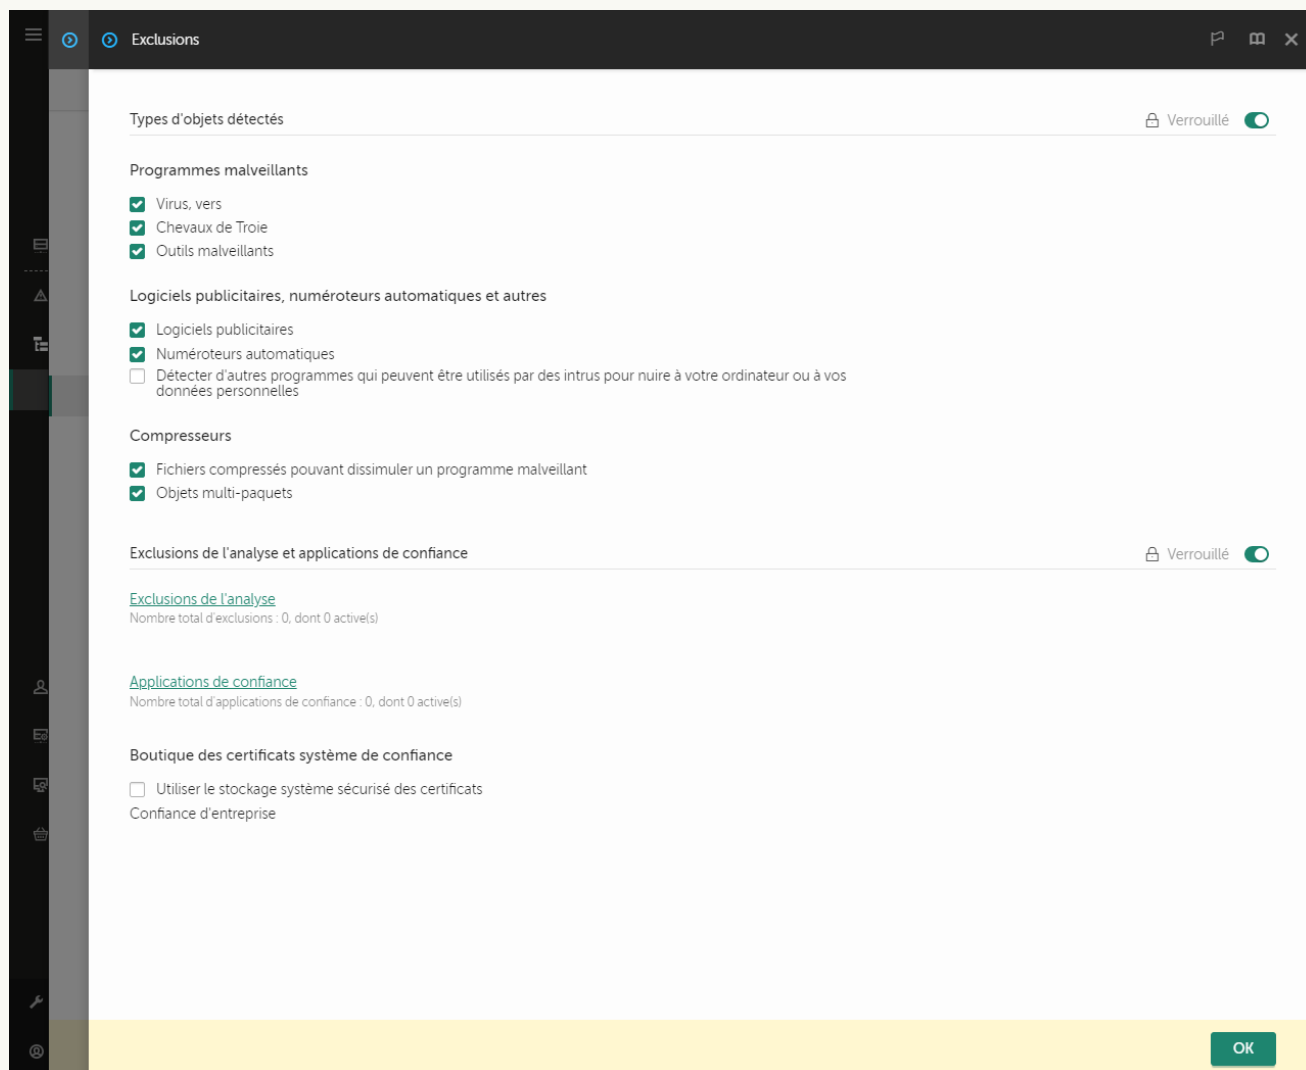 Exclusions
Types d'objets détectés
Verrouillé
Programmes malveillants
Virus, vers
Chevaux de Troie
Outils malveillants
Logiciels publicitaires, numéroteurs automatiques et autres
Logiciels publicitaires
Numéroteurs automatiques
Détecter d'autres programmes qui peuvent être utilisés par des intrus pour nuire à votre ordinateur ou à vos
données personnelles
Compresseurs
Fichiers compressés pouvant dissimuler un programme malveillant
Objets multi-paquets
Exclusions de l'analyse et applications de confiance
Verrouillé
Exclusions de l'analyse
Nombre total d'exclusions : 0, dont 0 active(s)
Applications de confiance
Nombre total d'applications de confiance : 0, dont 0 active(s)
Boutique des certificats système de confiance
Utiliser le stockage système sécurisé des certificats
Confiance d'entreprise
OK